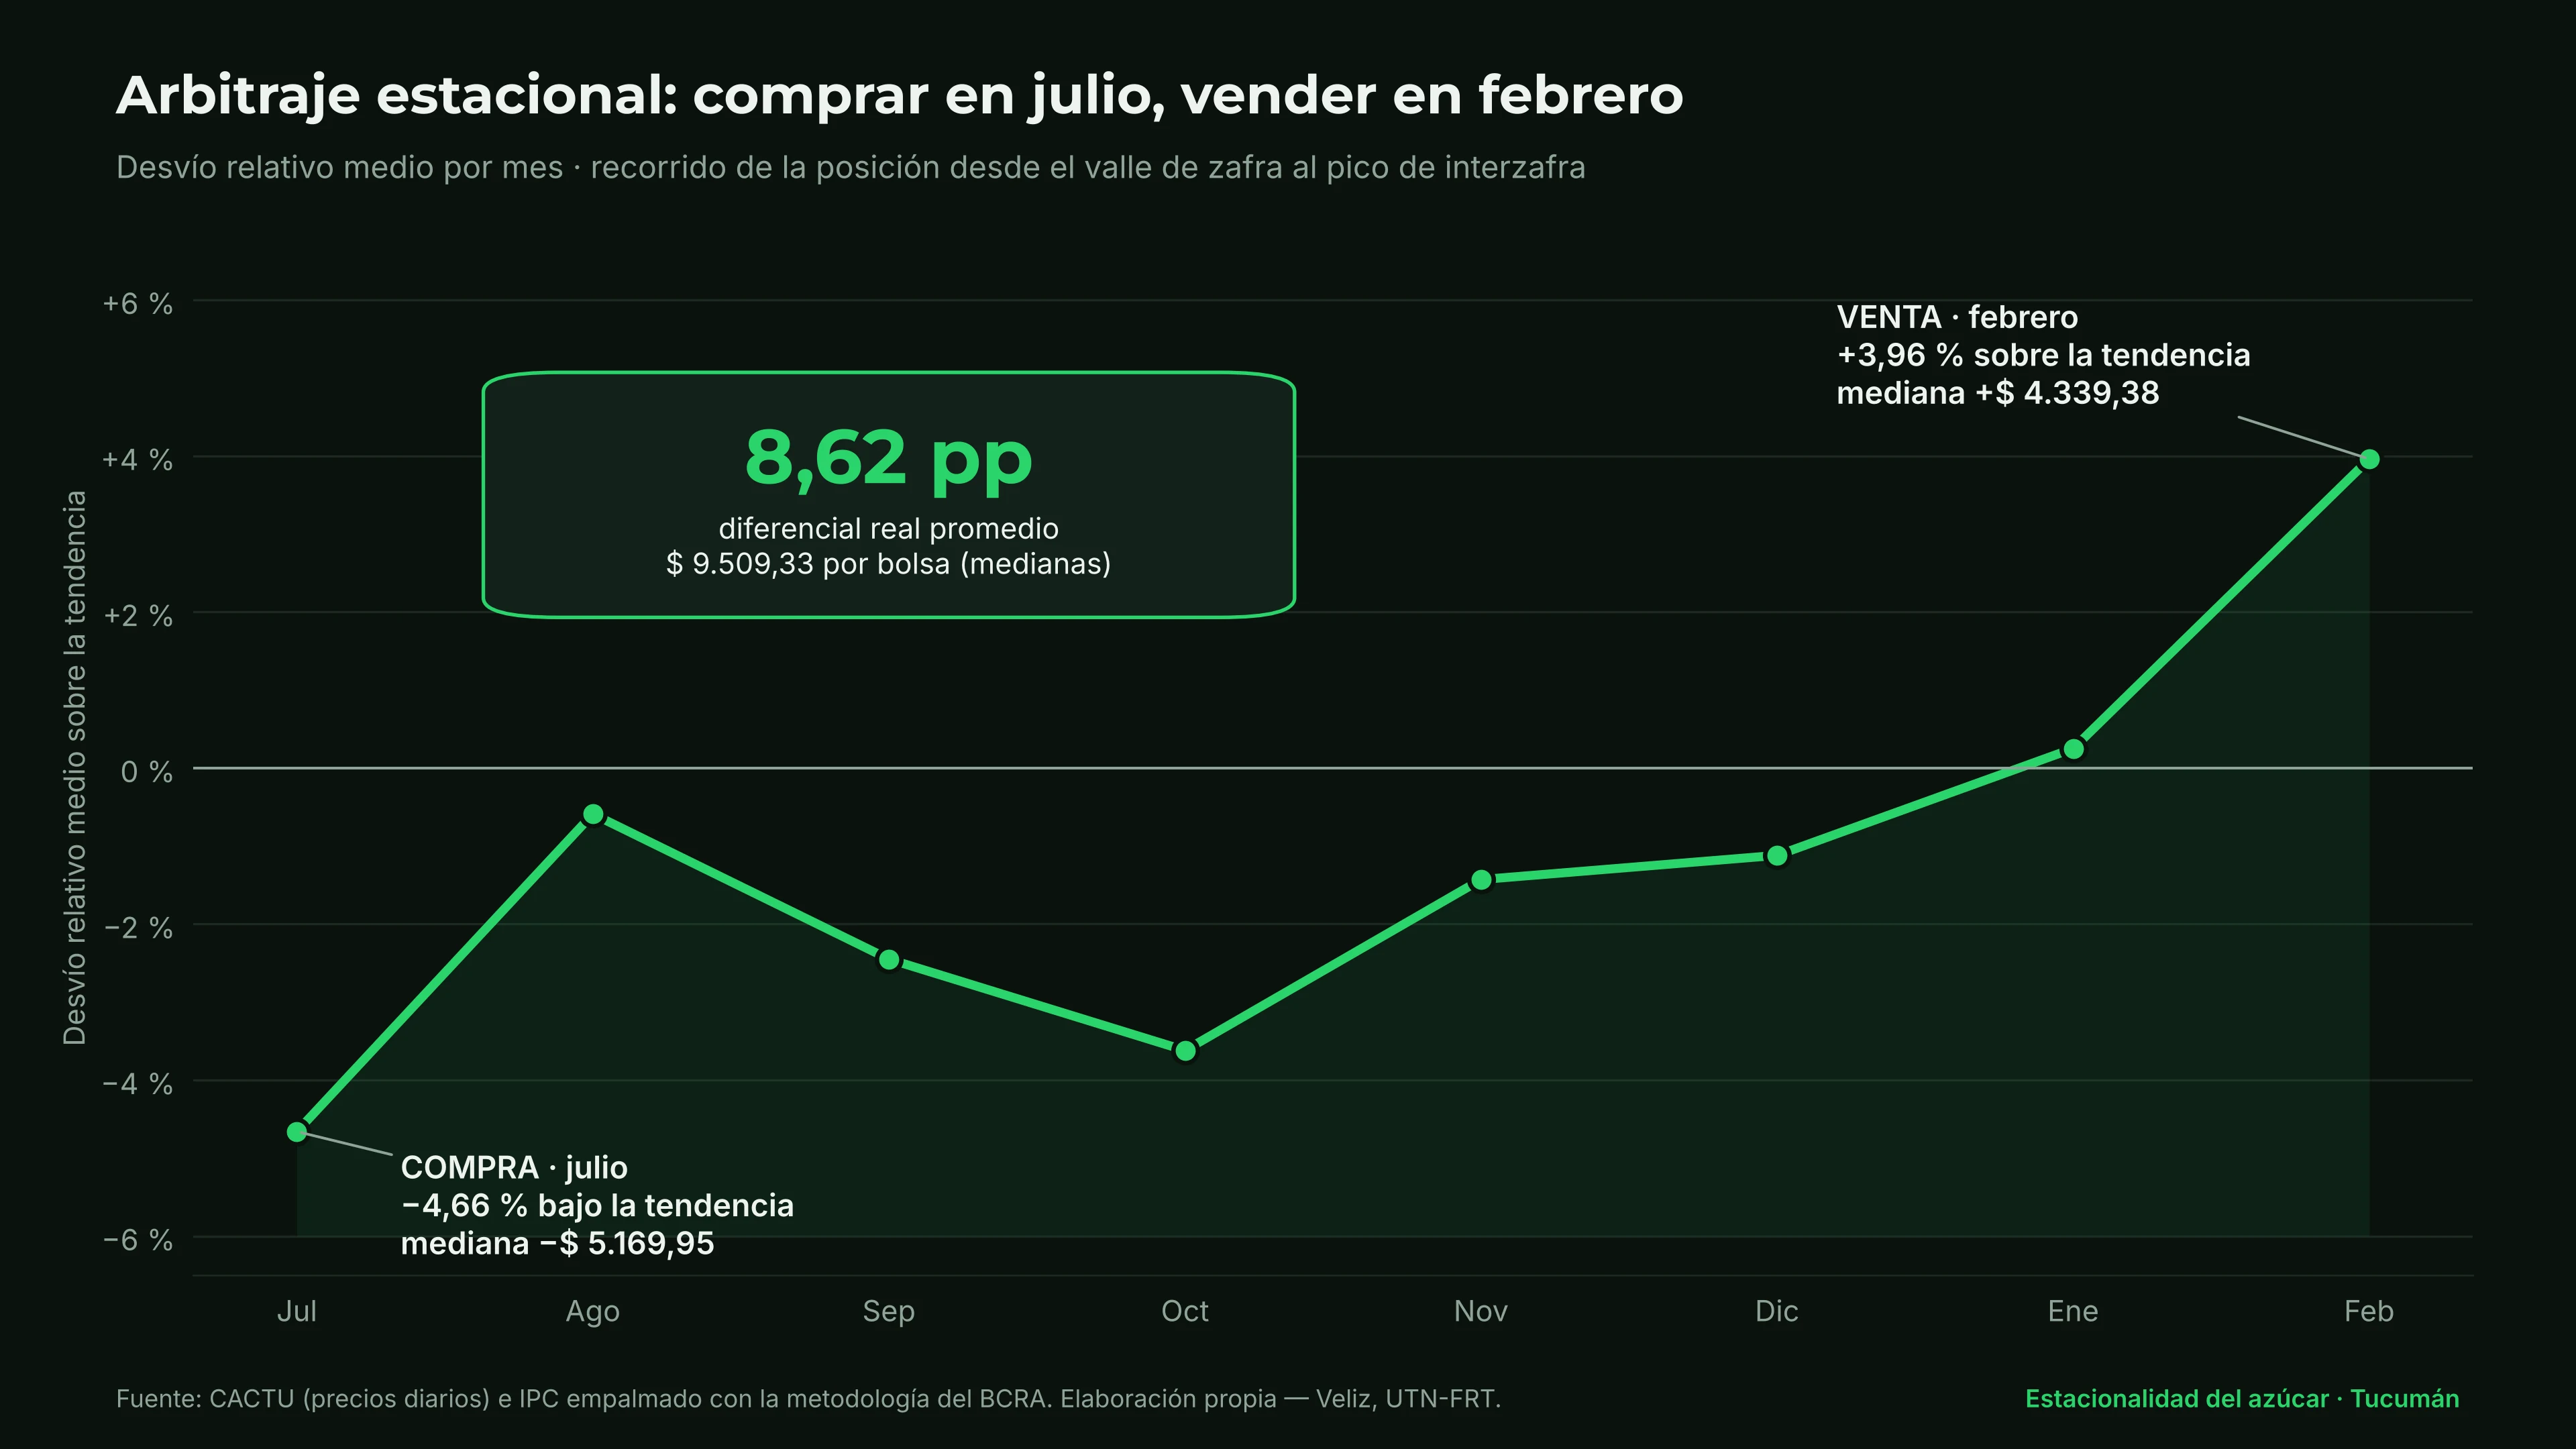 Arbitraje estacional: comprar en julio, vender en febrero
Desvío relativo medio por mes · recorrido de la posición desde el valle de zafra al pico de interzafra
Desvío relativo medio sobre la tendencia
+6 %
+4 %
+2 %
0 %
−2 %
−4 %
−6 %
8,62 pp
diferencial real promedio
$ 9.509,33 por bolsa (medianas)
VENTA · febrero
+3,96 % sobre la tendencia
mediana +$ 4.339,38
COMPRA · julio
−4,66 % bajo la tendencia
mediana −$ 5.169,95
Jul
Ago
Sep
Oct
Nov
Dic
Ene
Feb
Fuente: CACTU (precios diarios) e IPC empalmado con la metodología del BCRA. Elaboración propia — Veliz, UTN-FRT.
Estacionalidad del azúcar · Tucumán